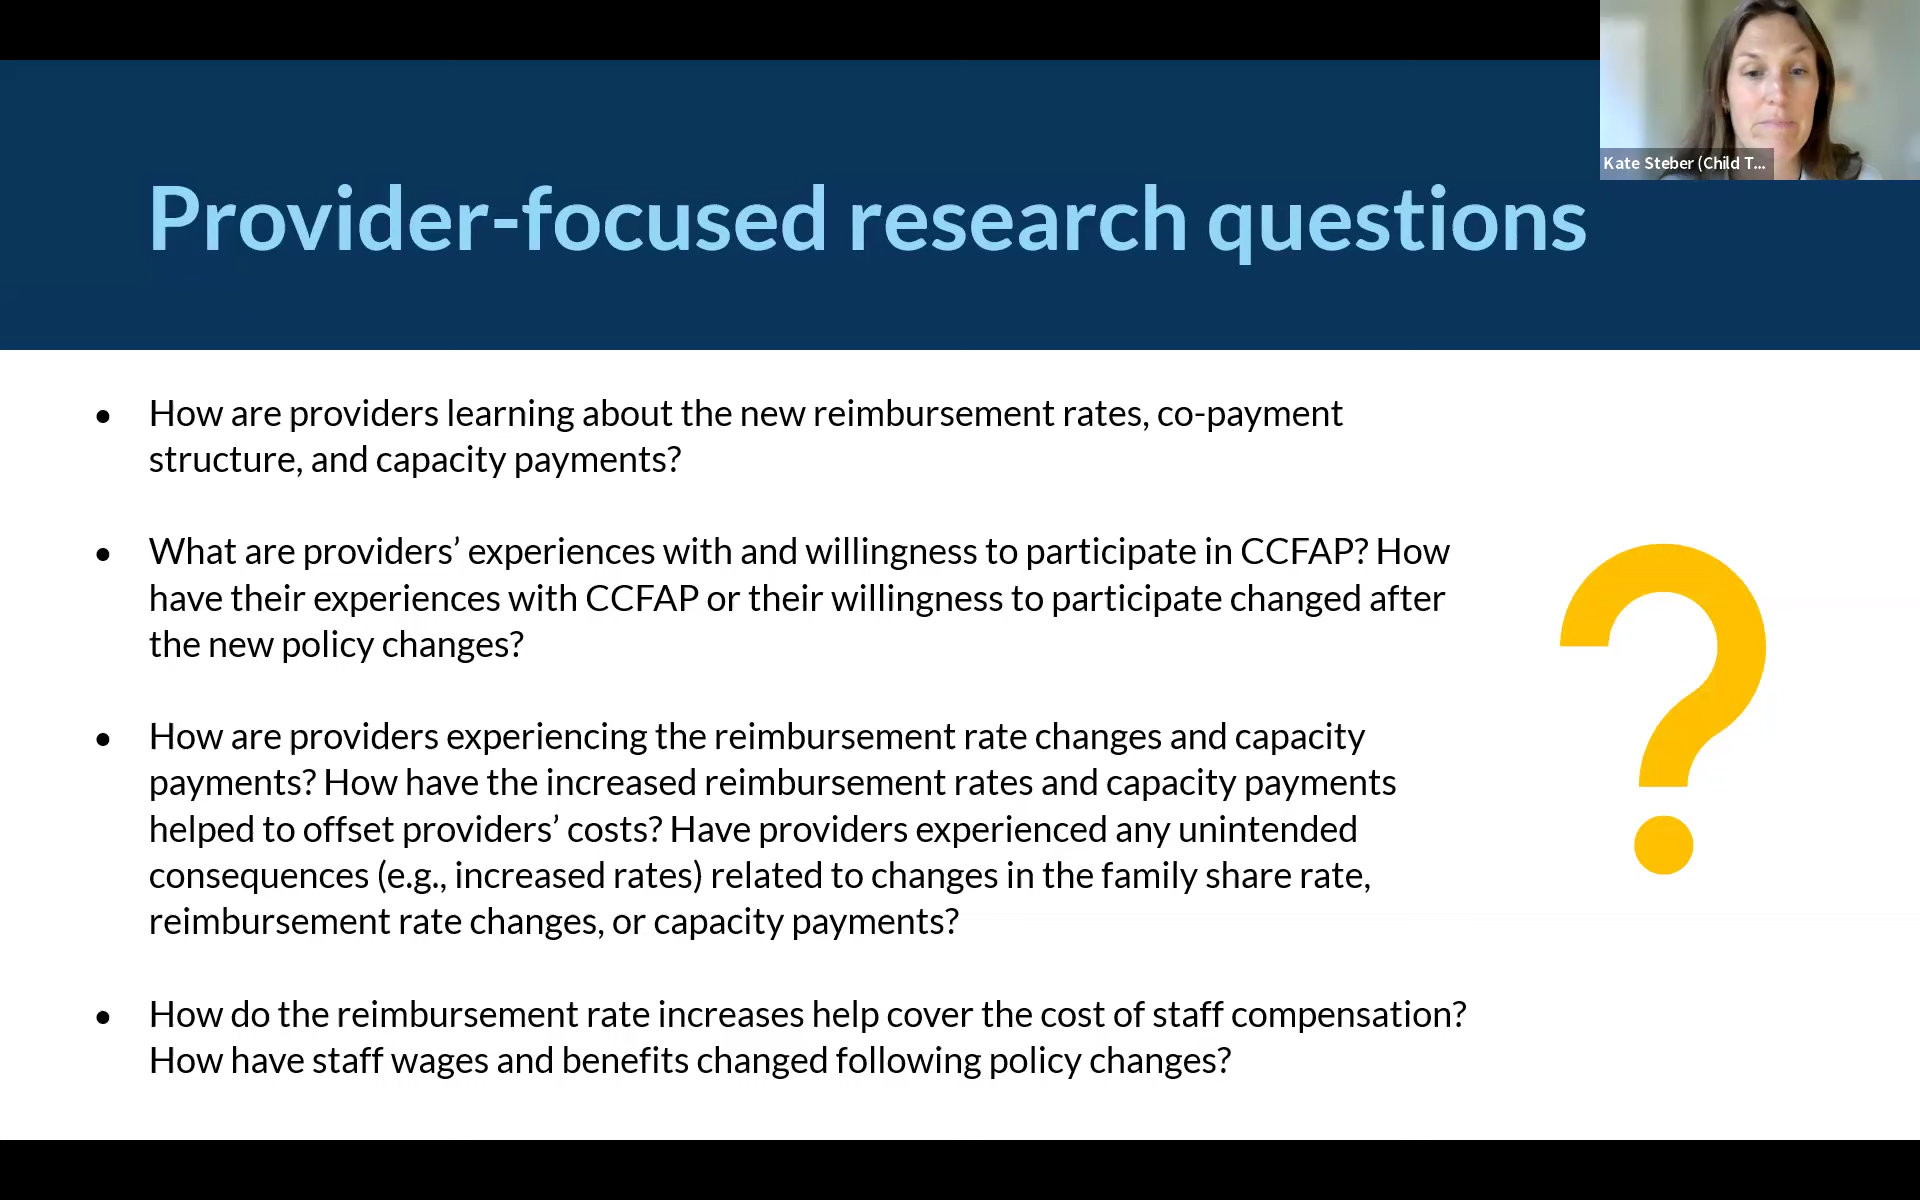 Kate Steber (Child T...
Provider-focused research questions
● How are providers learning about the new reimbursement rates, co-payment
structure, and capacity payments?
● What are providers’ experiences with and willingness to participate in CCFAP? How
have their experiences with CCFAP or their willingness to participate changed after
the new policy changes?
● How are providers experiencing the reimbursement rate changes and capacity
payments? How have the increased reimbursement rates and capacity payments
helped to offset providers’ costs? Have providers experienced any unintended
consequences (e.g., increased rates) related to changes in the family share rate,
reimbursement rate changes, or capacity payments?
● How do the reimbursement rate increases help cover the cost of staff compensation?
How have staff wages and benefits changed following policy changes?
?